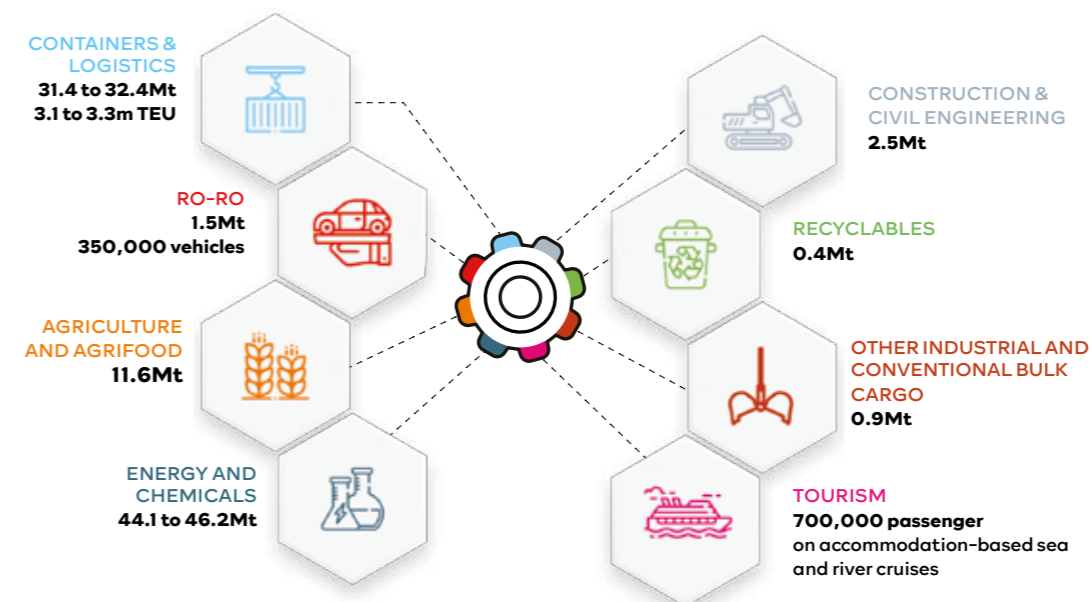 CONTAINERS &
LOGISTICS
31.4 to 32.4Mt
3.1 to 3.3m TEU
RO-RO
1.5Mt
350,000 vehicles
AGRICULTURE
AND AGRIFOOD
11.6Mt
ENERGY AND
CHEMICALS
44.1 to 46.2Mt
CONSTRUCTION &
CIVIL ENGINEERING
2.5Mt
RECYCLABLES
0.4Mt
OTHER INDUSTRIAL AND
CONVENTIONAL BULK
CARGO
0.9Mt
TOURISM
700,000 passenger
on accommodation-based sea
and river cruises